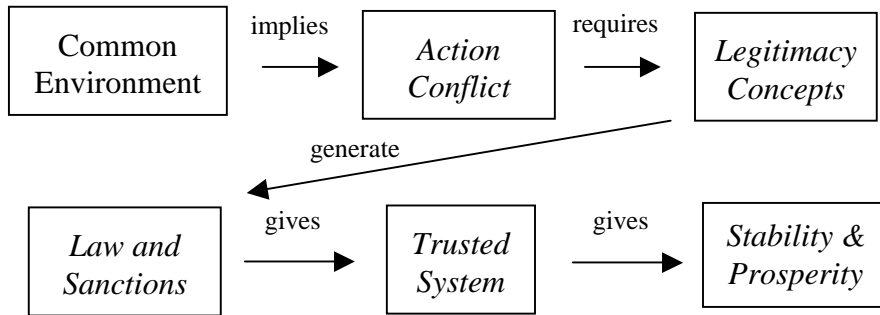 implies
requires
Common
Environment
Action
Conflict
Legitimacy
Concepts
generate
gives
gives
Law and
Sanctions
Trusted
System
Stability &
Prosperity